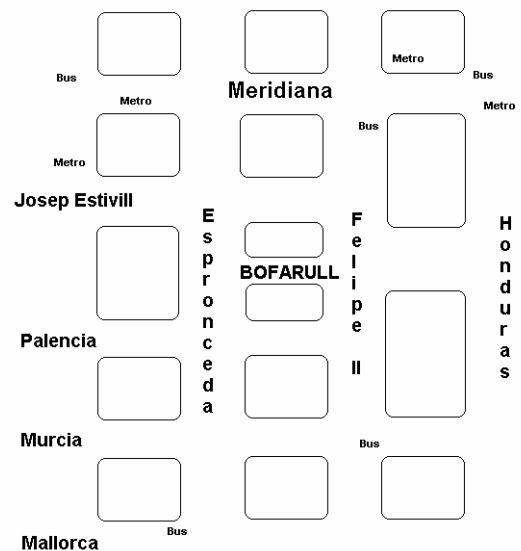 Metro
Bus
Bus
Meridiana
Metro
Metro
Bus
Metro
Josep Estivill
Espronceda
Felipe II
Honduras
BOFARULL
Palencia
Murcia
Bus
Bus
Mallorca